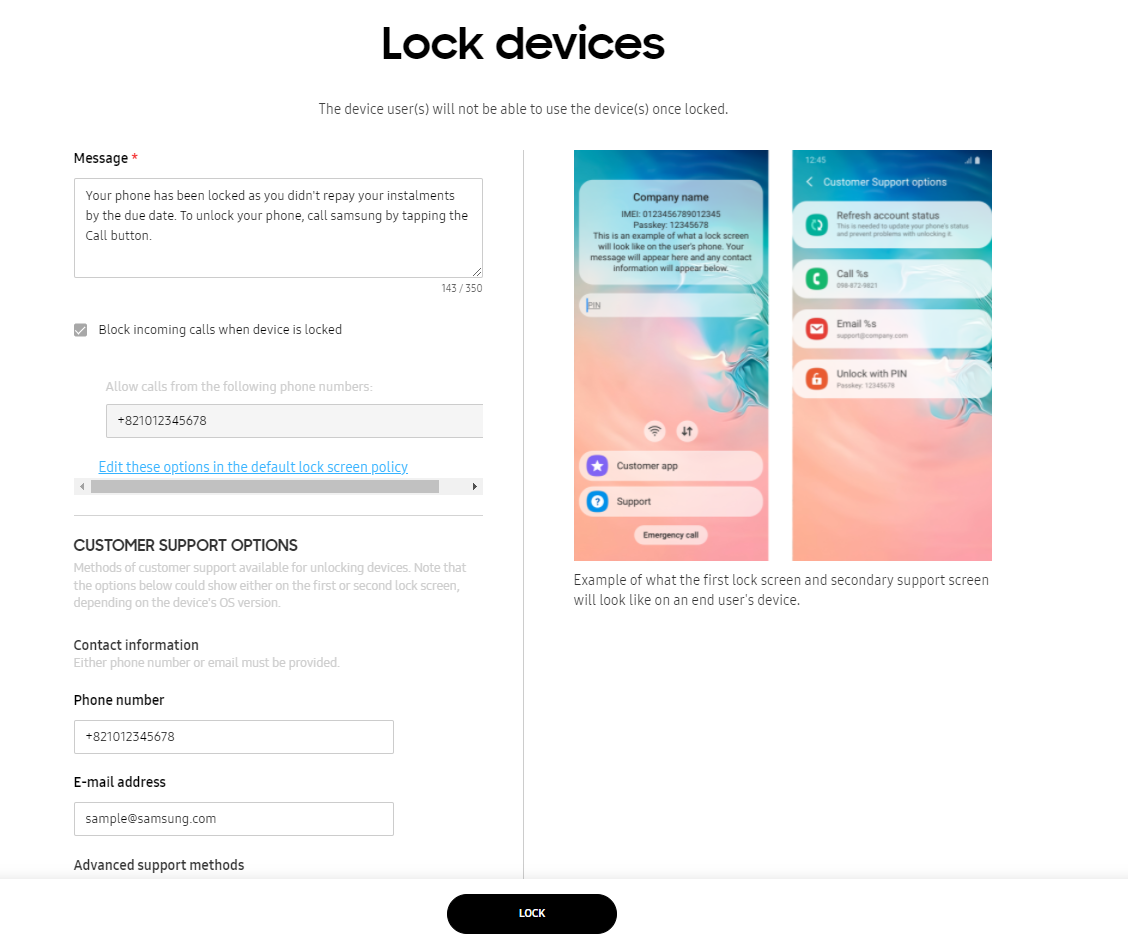 Lock devices
The device user(s) will not be able to use the device(s) once locked.
Message *
Your phone has been locked as you didn't repay your instalments
by the due date. To unlock your phone, call samsung by tapping the
Call button.
143 / 350
Block incoming calls when device is locked
Allow calls from the following phone numbers:
+821012345678
Edit these options in the default lock screen policy
CUSTOMER SUPPORT OPTIONS
Methods of customer support available for unlocking devices. Note that
the options below could show either on the first or second lock screen,
depending on the device's OS version.
Contact information
Either phone number or email must be provided.
Phone number
+821012345678
E-mail address
sample@samsung.com
Advanced support methods
Company name
IMEI: 0123456789012345
Passkey: 12345678
This is an example of what a lock screen
will look like on the user's phone. Your
message will appear here and any contact
information will appear below.
PIN
Customer app
Support
Emergency call
12:45
Customer Support options
Refresh account status
This is needed to update your phone's status
and prevent problems with unlocking it.
Call %s
098-872-9821
Email %s
support@company.com
Unlock with PIN
Passkey: 12345678
Example of what the first lock screen and secondary support screen
will look like on an end user's device.
LOCK